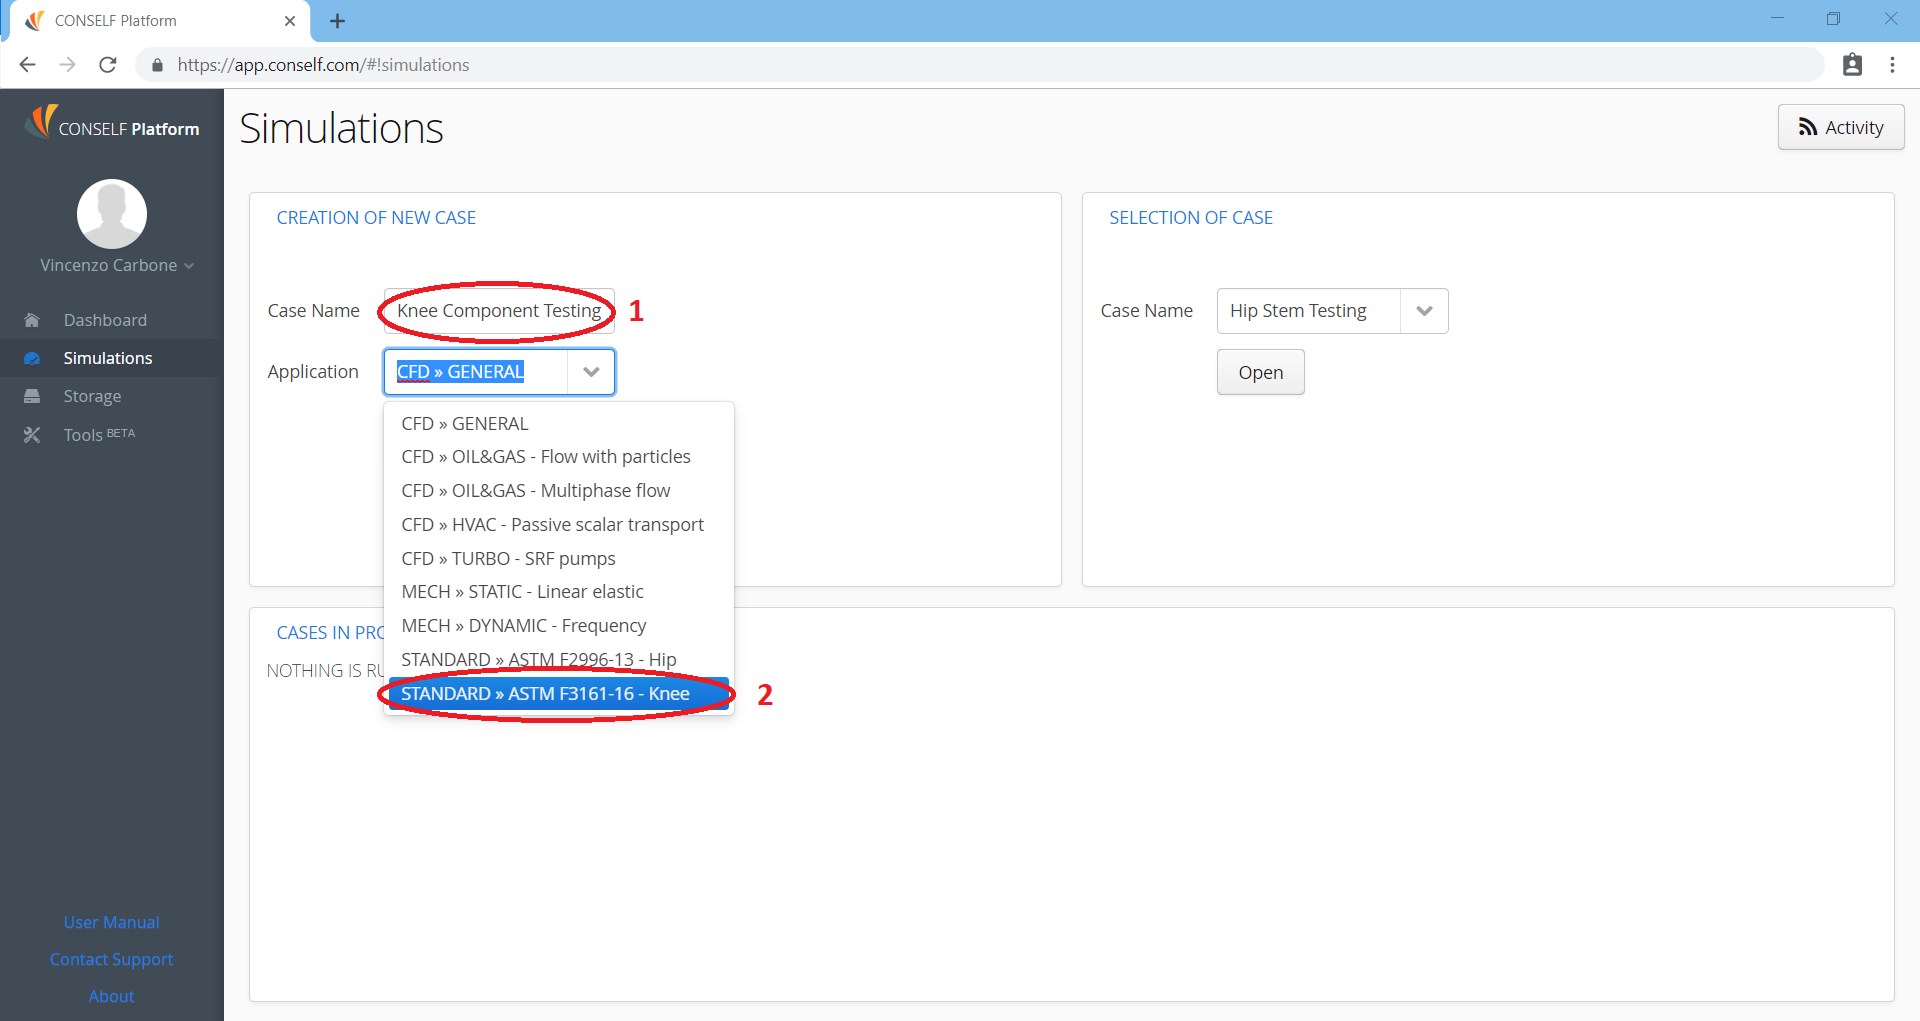 CONSELF Platform
https://app.conself.com/#!simulations
CONSELF Platform
Vincenzo Carbone
Dashboard
Simulations
Storage
Tools BETA
User Manual
Contact Support
About
Simulations
Activity
CREATION OF NEW CASE
Case Name
Knee Component Testing
1
Application
CFD » GENERAL
CFD » GENERAL
CFD » OIL&GAS - Flow with particles
CFD » OIL&GAS - Multiphase flow
CFD » HVAC - Passive scalar transport
CFD » TURBO - SRF pumps
MECH » STATIC - Linear elastic
MECH » DYNAMIC - Frequency
STANDARD » ASTM F2996-13 - Hip
STANDARD » ASTM F3161-16 - Knee
2
SELECTION OF CASE
Case Name
Hip Stem Testing
Open
CASES IN PRO
NOTHING IS RU